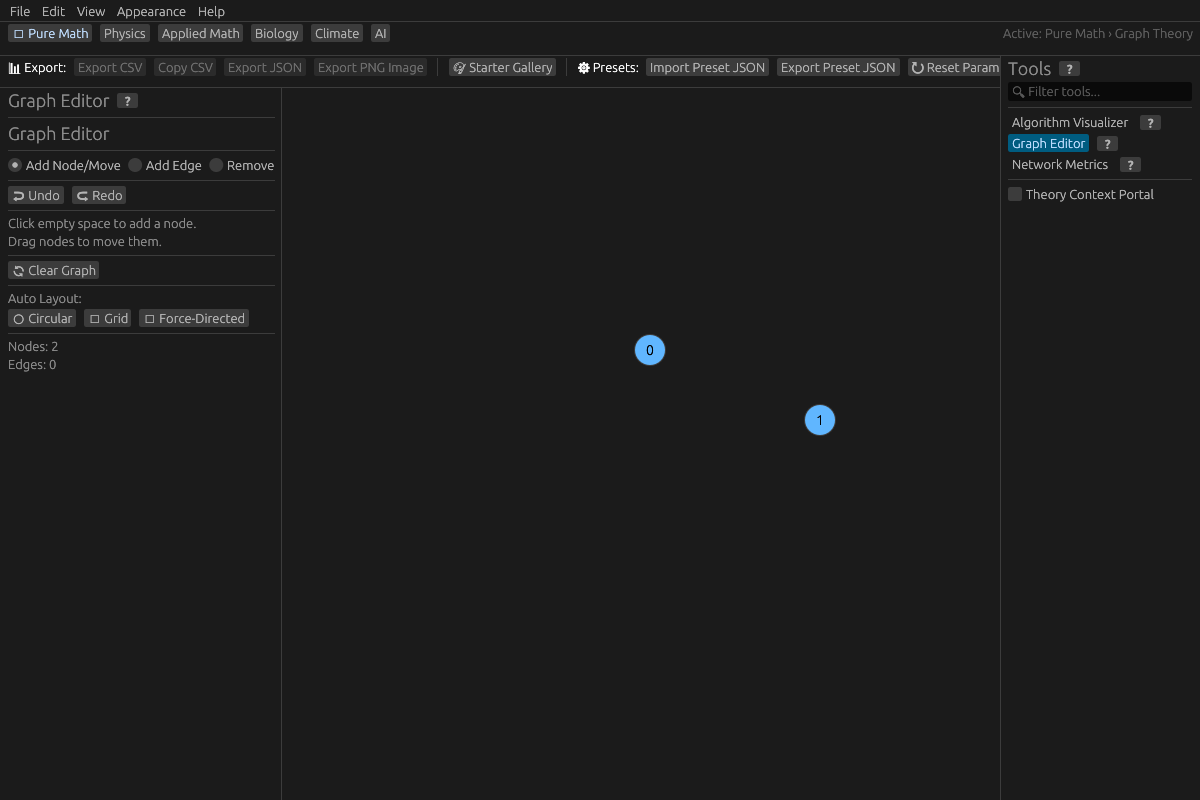 File Edit View Appearance Help
Pure Math Physics Applied Math Biology Climate AI Active: Pure Math › Graph Theory
Export: Export CSV Copy CSV Export JSON Export PNG Image Starter Gallery Presets: Import Preset JSON Export Preset JSON Reset Param
Graph Editor ?
Graph Editor
Add Node/Move Add Edge Remove
Undo Redo
Click empty space to add a node.
Drag nodes to move them.
Clear Graph
Auto Layout:
Circular Grid Force-Directed
Nodes: 2
Edges: 0
0
1
Tools ?
Filter tools...
Algorithm Visualizer ?
Graph Editor ?
Network Metrics ?
Theory Context Portal